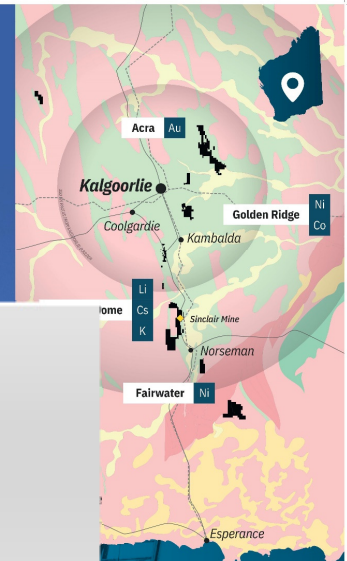 Acra Au
Kalgoorlie
Coolgardie
Golden Ridge Ni Co
Kambalda
Li
Cs
K
ome
Sinclair Mine
Norseman
Fairwater Ni
Esperance